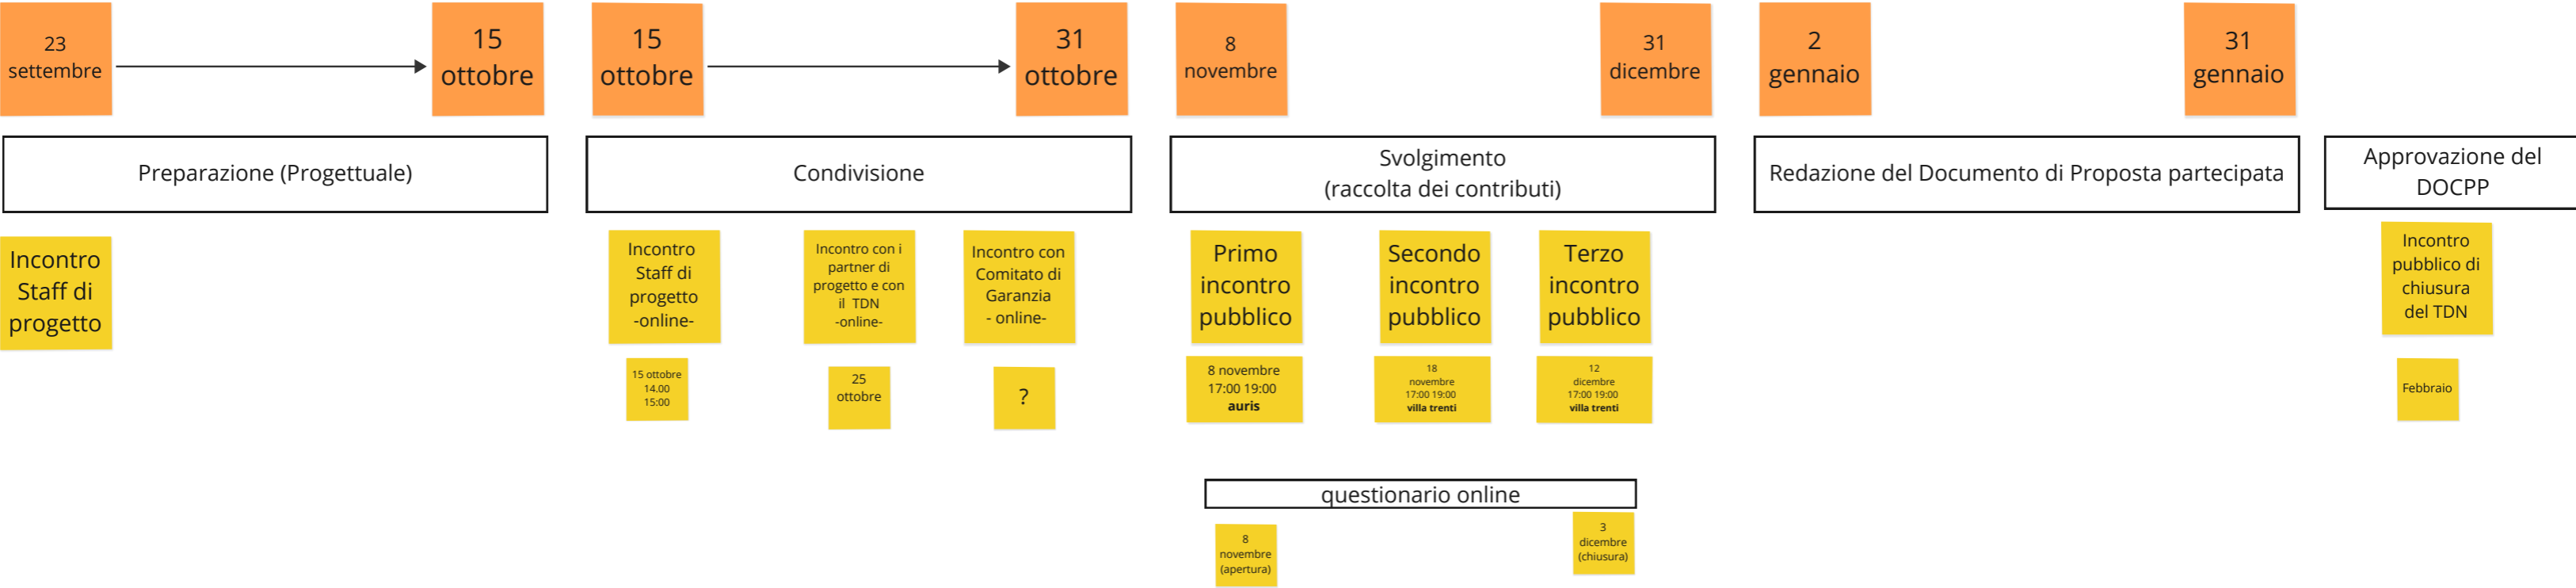 23
settembre
15
ottobre
15
ottobre
31
ottobre
8
novembre
31
dicembre
2
gennaio
31
gennaio
Preparazione (Progettuale)
Condivisione
Svolgimento
(raccolta dei contributi)
Redazione del Documento di Proposta partecipata
Approvazione del
DOCPP
Incontro
Staff di
progetto
Incontro
Staff di
progetto
-online-
15 ottobre
14.00
15:00
Incontro con i
partner di
progetto e con
il TDN
-online-
25
ottobre
Incontro con
Comitato di
Garanzia
- online-
?
Primo
incontro
pubblico
8 novembre
17:00 19:00
auris
Secondo
incontro
pubblico
18
novembre
17:00 19:00
villa trenti
Terzo
incontro
pubblico
12
dicembre
17:00 19:00
villa trenti
Incontro
pubblico di
chiusura
del TDN
Febbraio
questionario online
8
novembre
(apertura)
3
dicembre
(chiusura)